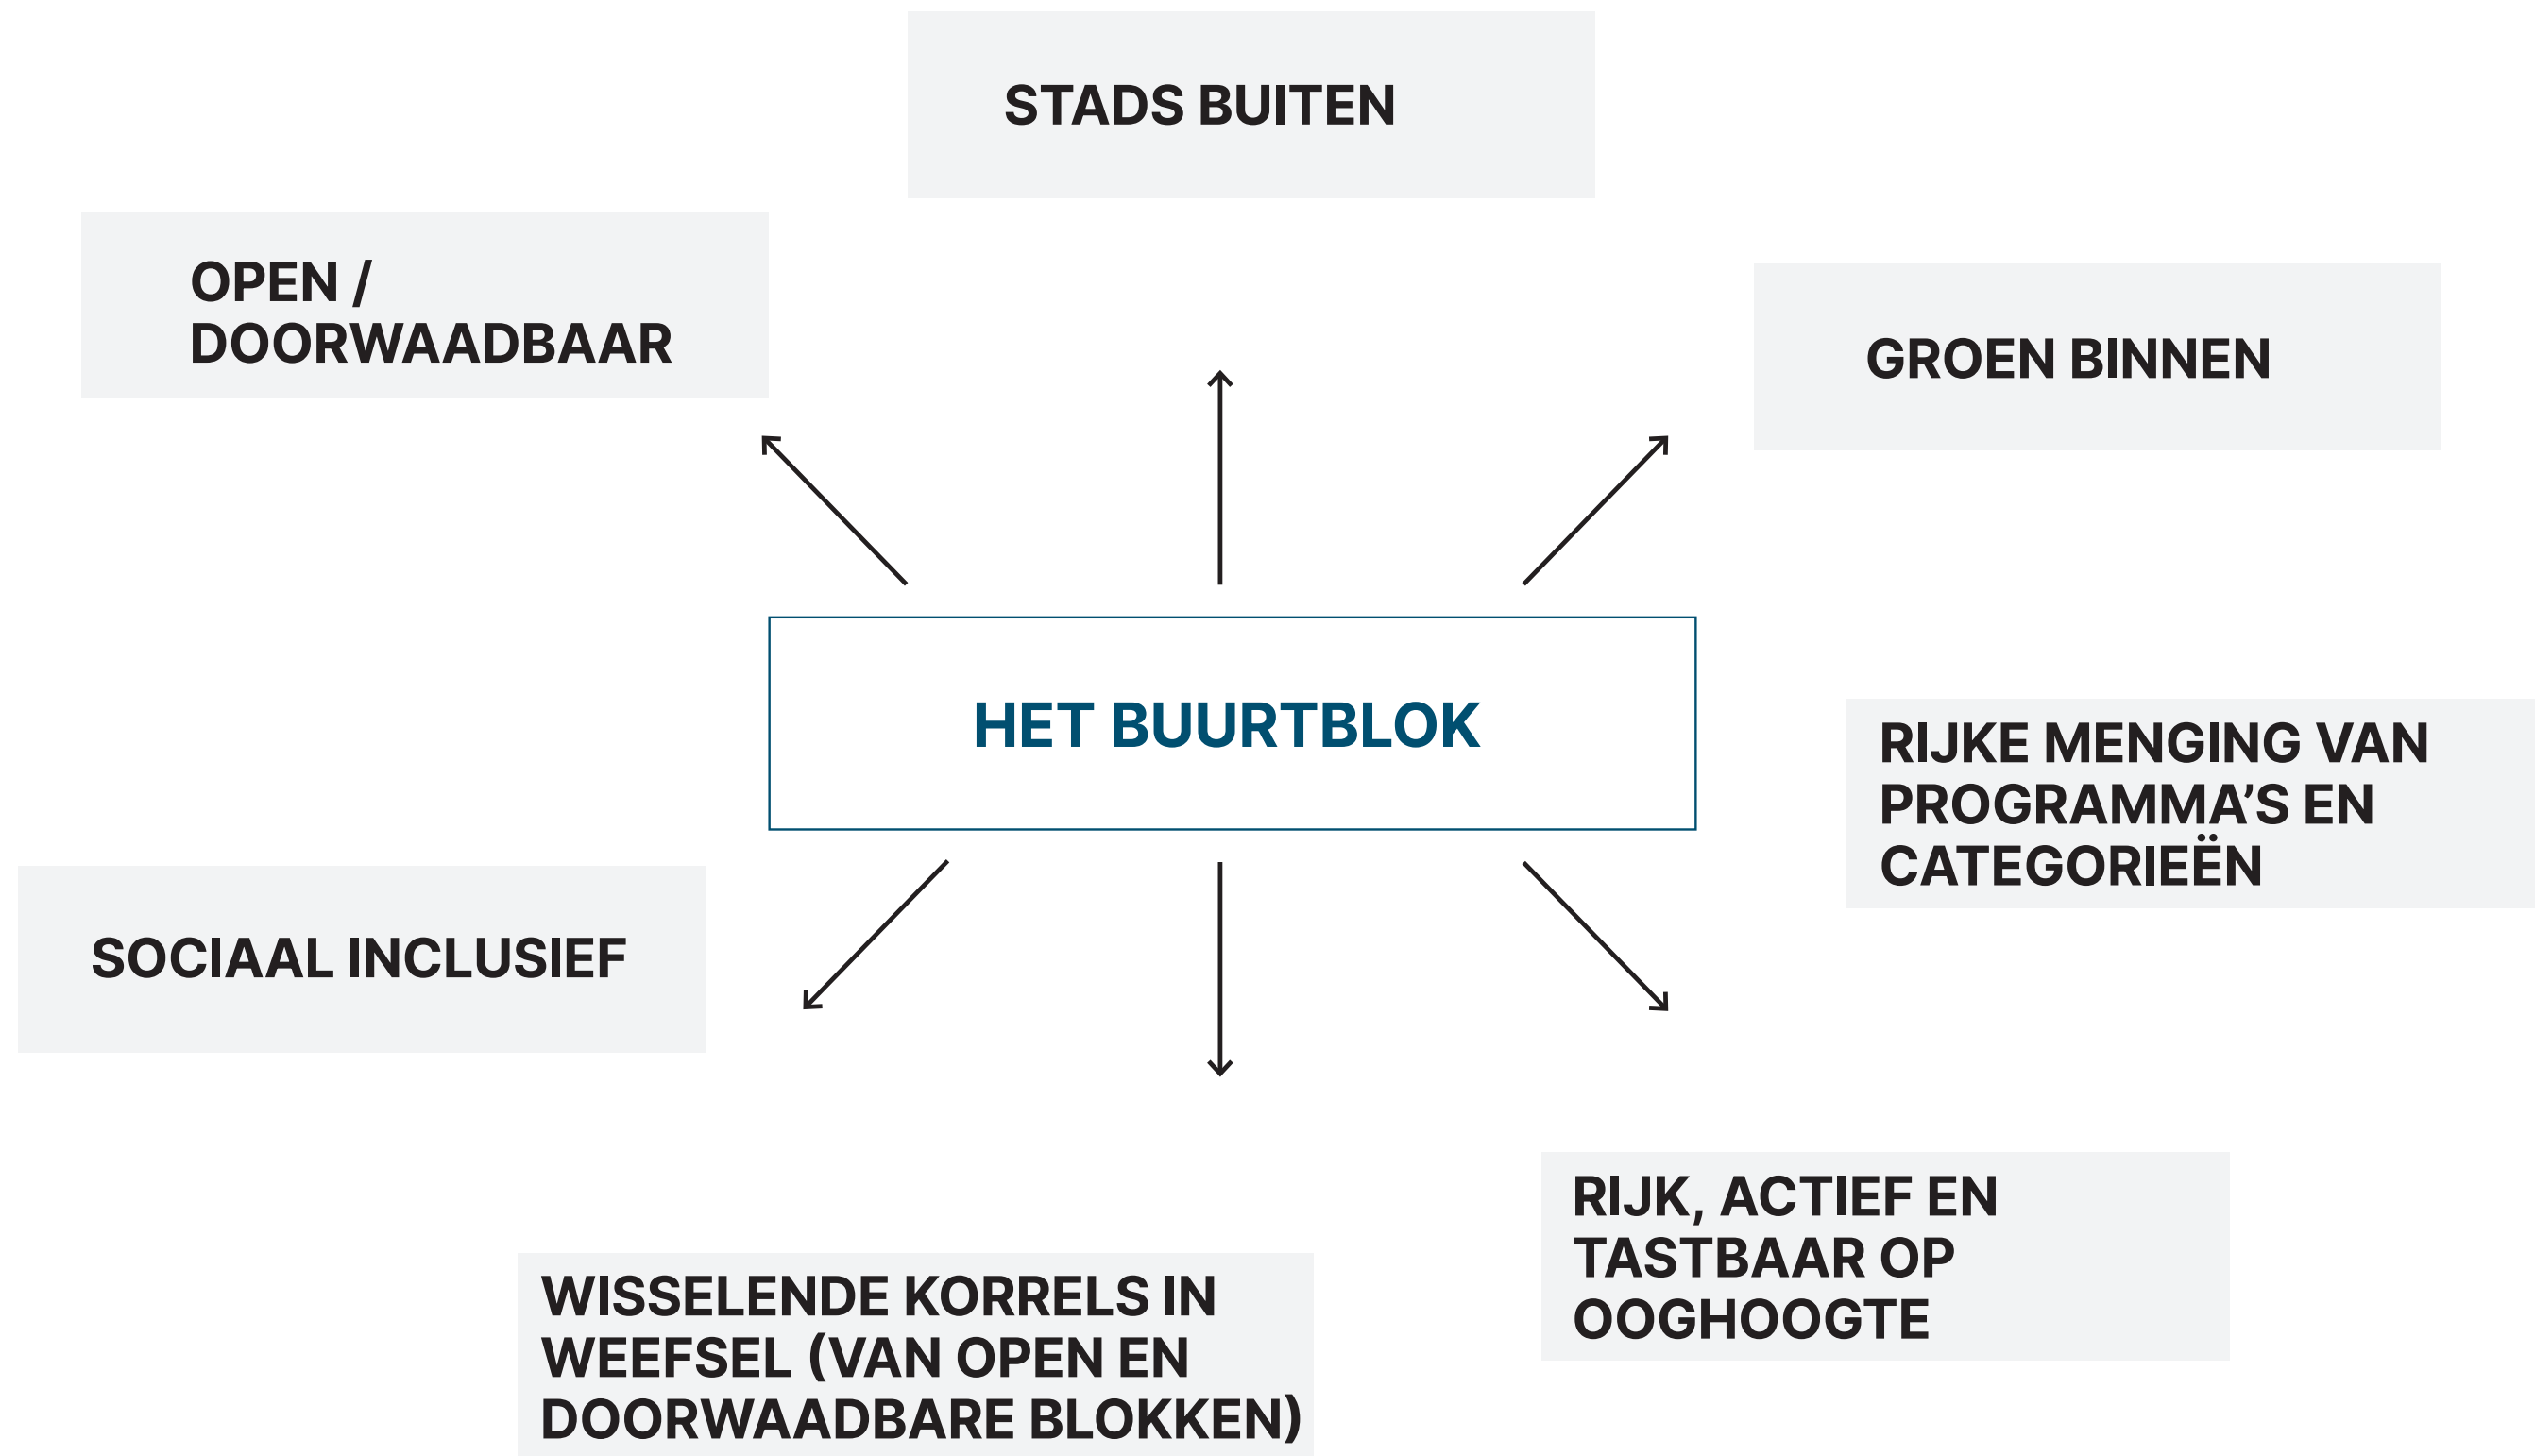 STADS BUITEN
OPEN /
DOORWAADBAAR
GROEN BINNEN
HET BUURTBLOK
RIJKE MENGING VAN
PROGRAMMA’S EN
CATEGORIEËN
SOCIAAL INCLUSIEF
RIJK, ACTIEF EN
TASTBAAR OP
OOGHOOGTE
WISSELENDE KORRELS IN
WEEFSEL (VAN OPEN EN
DOORWAADBARE BLOKKEN)